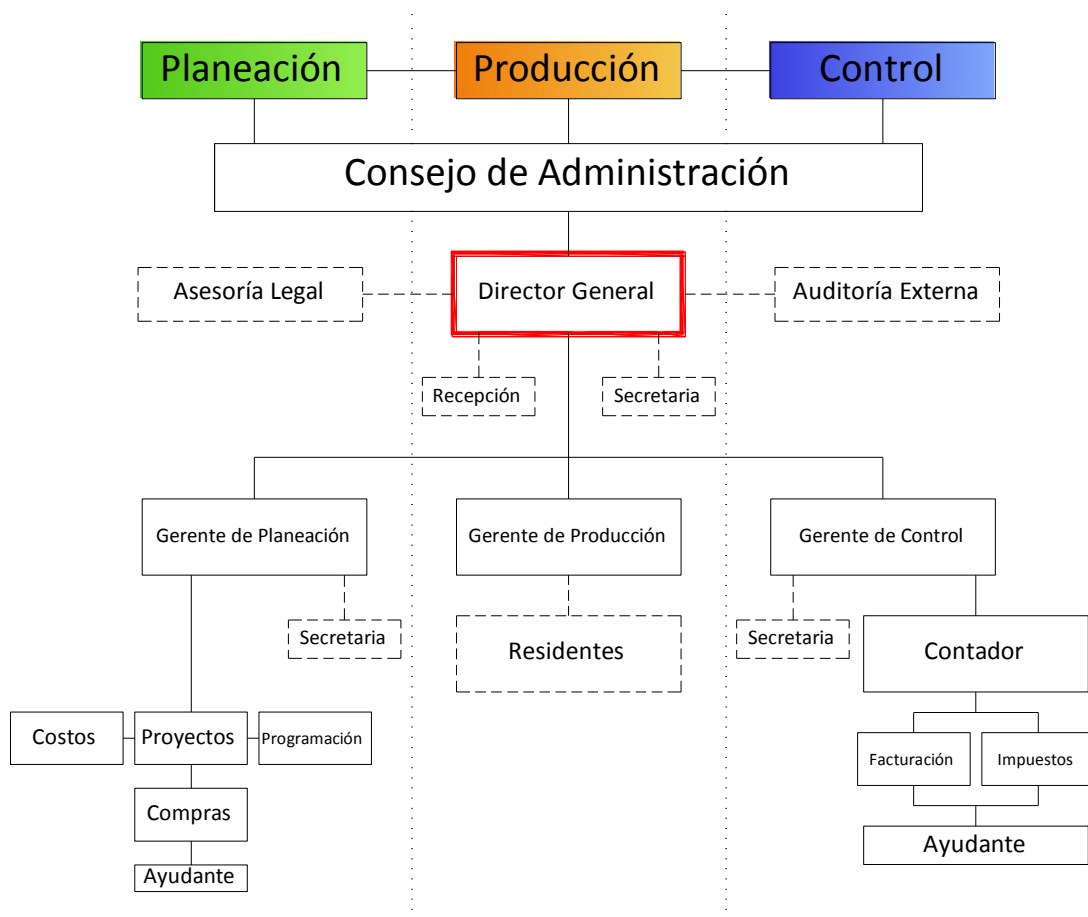 Planeación
Producción
Control
Consejo de Administración
Asesoría Legal
Director General
Auditoría Externa
Recepción
Secretaria
Gerente de Planeación
Gerente de Producción
Gerente de Control
Secretaria
Residentes
Secretaria
Contador
Costos
Proyectos
Programación
Facturación
Impuestos
Compras
Ayudante
Ayudante